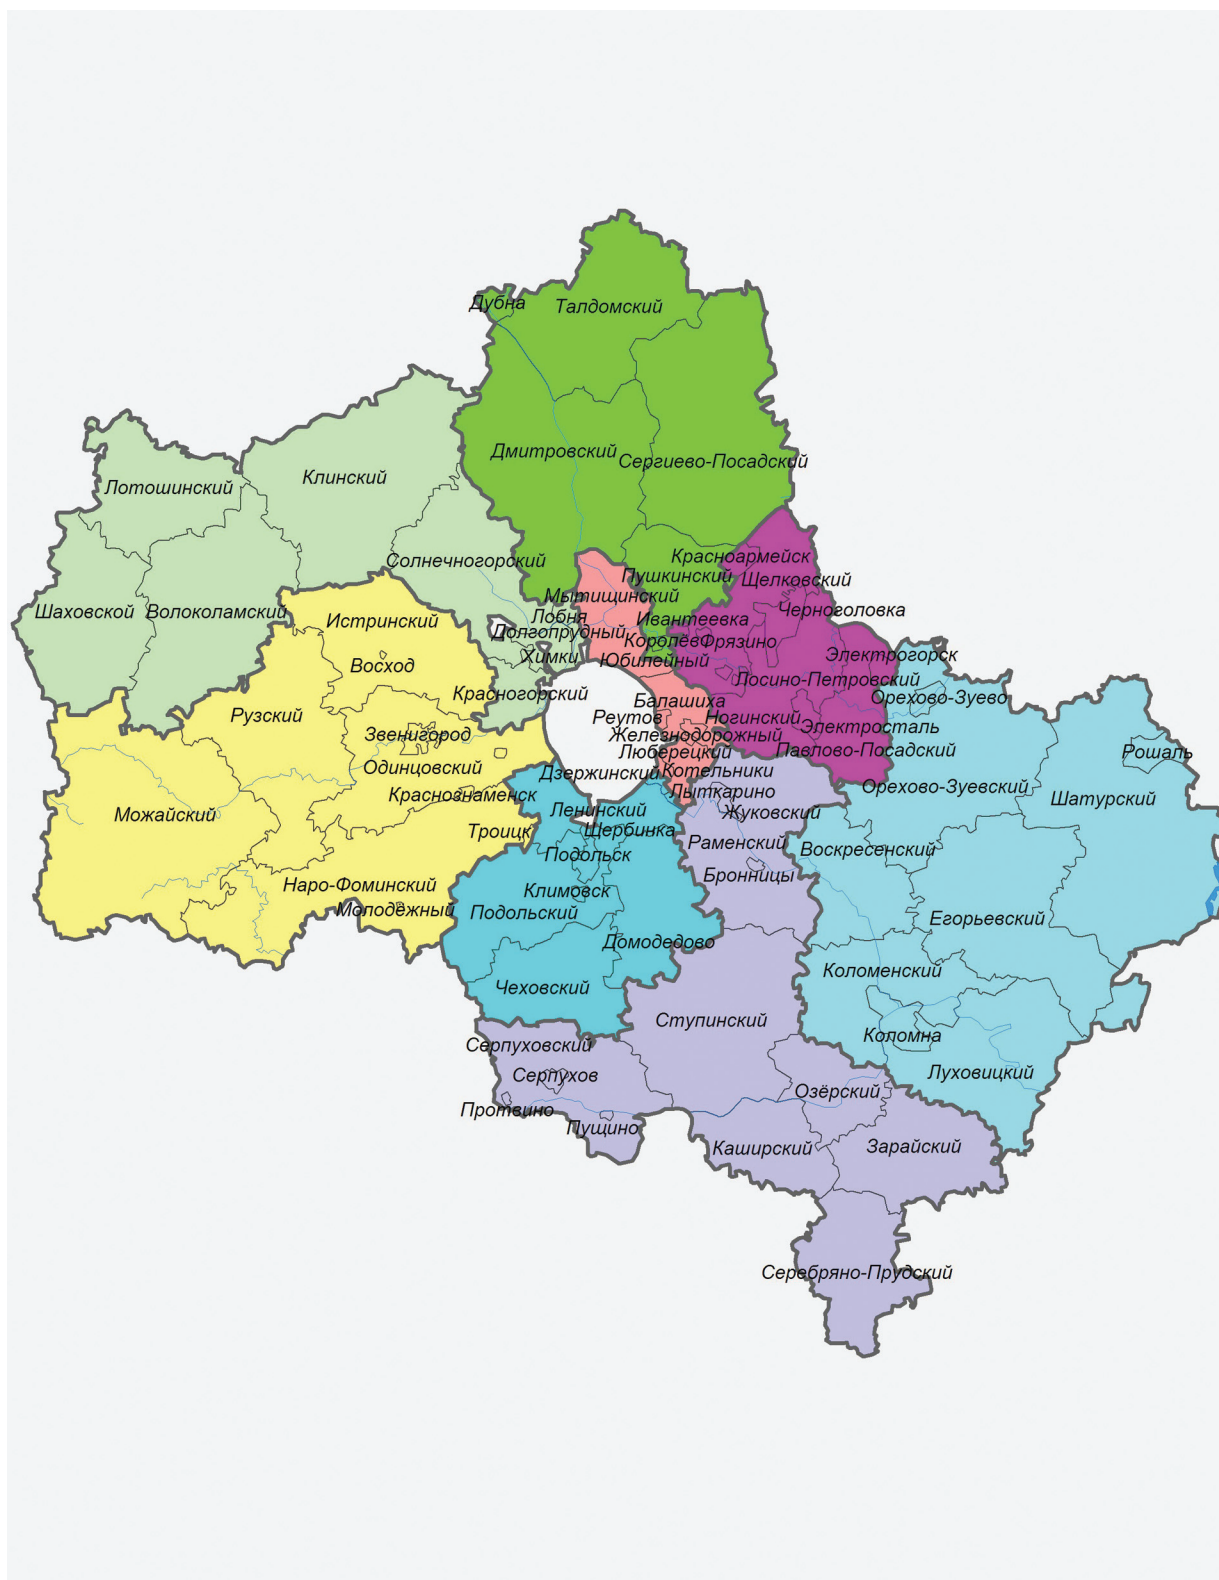 Дубна
Талдомский
Дмитровский
Сергиево-Посадский
Клинский
Лотошинский
Солнечногорский
Красноармейск
Пушкинский
Щелковский
Мытищинский
Шаховской
Волоколамский
Истринский
Лобня
Ивантеевка
Черноголовка
Долгопрудный
Королёв
Фрязино
Химки
Юбилейный
Электрогорск
Восход
Лосино-Петровский
Красногорский
Балашиха
Орехово-Зуево
Рузский
Реутов
Ногинский
Электросталь
Звенигород
Железнодорожный
Люберецкий
Павлово-Посадский
Рошаль
Одинцовский
Дзержинский
Котельники
Краснознаменск
Лыткарино
Орехово-Зуевский
Шатурский
Можайский
Ленинский
Жуковский
Троицк
Щербинка
Раменский
Воскресенский
Подольск
Бронницы
Наро-Фоминский
Климовск
Молодёжный
Подольский
Егорьевский
Домодедово
Коломенский
Чеховский
Ступинский
Коломна
Серпуховский
Серпухов
Луховицкий
Озёрский
Протвино
Пущино
Каширский
Зарайский
Серебряно-Прудский